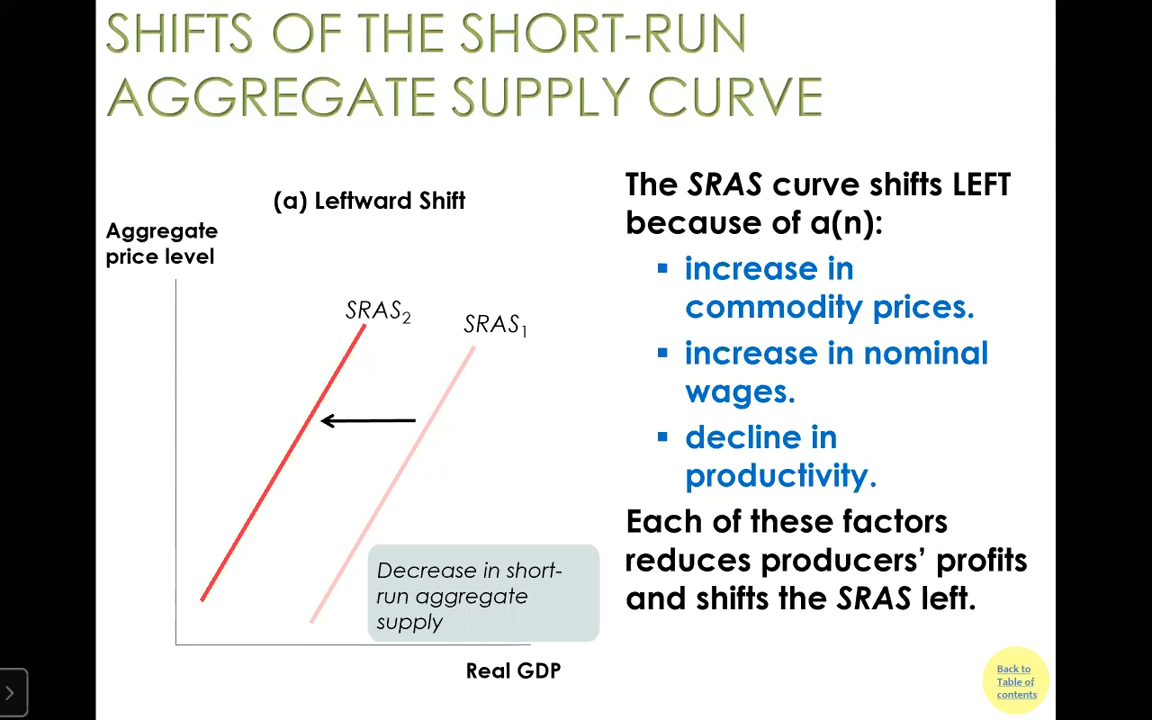 SHIFTS OF THE SHORT-RUN
AGGREGATE SUPPLY CURVE
(a) Leftward Shift
Aggregate
price level
SRAS2
SRAS1
Decrease in short-
run aggregate
supply
Real GDP
The SRAS curve shifts LEFT
because of a(n):
▪ increase in
commodity prices.
▪ increase in nominal
wages.
▪ decline in
productivity.
Each of these factors
reduces producers’ profits
and shifts the SRAS left.
Back to
Table of
contents